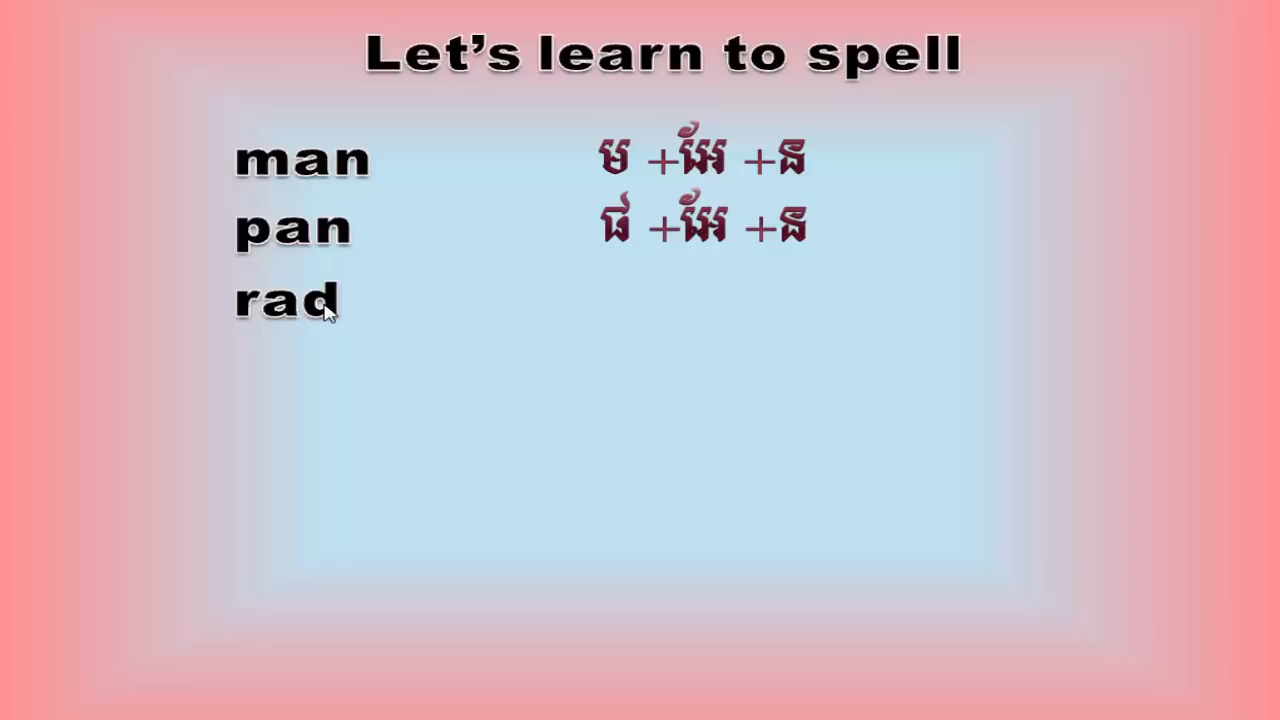 Let’s learn to spell
man ម +អែ៎ +ន
pan ផ +អែ៎ +ន
rad